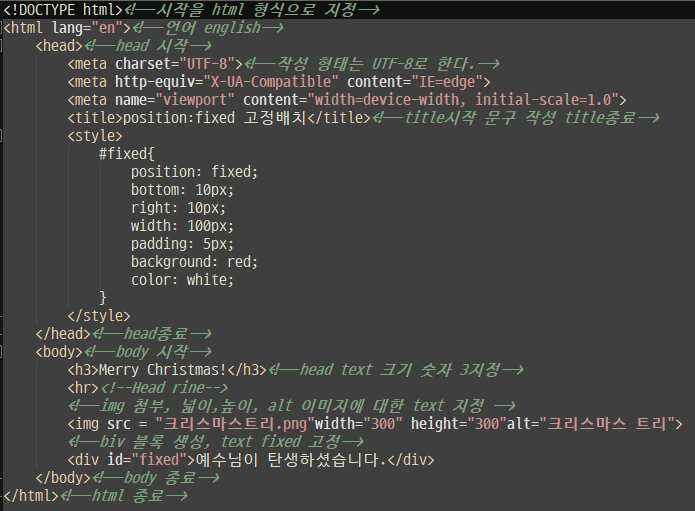 <!DOCTYPE html><!--시작을 html 형식으로 지정-->
<html lang="en"><!--언어 english-->
<head><!--head 시작-->
<meta charset="UTF-8"><!--작성 형태는 UTF-8로 한다.-->
<meta http-equiv="X-UA-Compatible" content="IE=edge">
<meta name="viewport" content="width=device-width, initial-scale=1.0">
<title>position:fixed 고정배치</title><!--title시작 문구 작성 title종료-->
<style>
#fixed{
position: fixed;
bottom: 10px;
right: 10px;
width: 100px;
padding: 5px;
background: red;
color: white;
}
</style>
</head><!--head종료-->
<body><!--body 시작-->
<h3>Merry Christmas!</h3><!--head text 크기 숫자 3지정-->
<hr><!--Head rine-->
<!--img 첨부, 넓이,높이, alt 이미지에 대한 text 지정 -->
<img src = "크리스마스트리.png"width="300" height="300"alt="크리스마스 트리">
<!--biv 블록 생성, text fixed 고정-->
<div id="fixed">예수님이 탄생하셨습니다.</div>
</body><!--body 종료-->
</html><!--html 종료-->